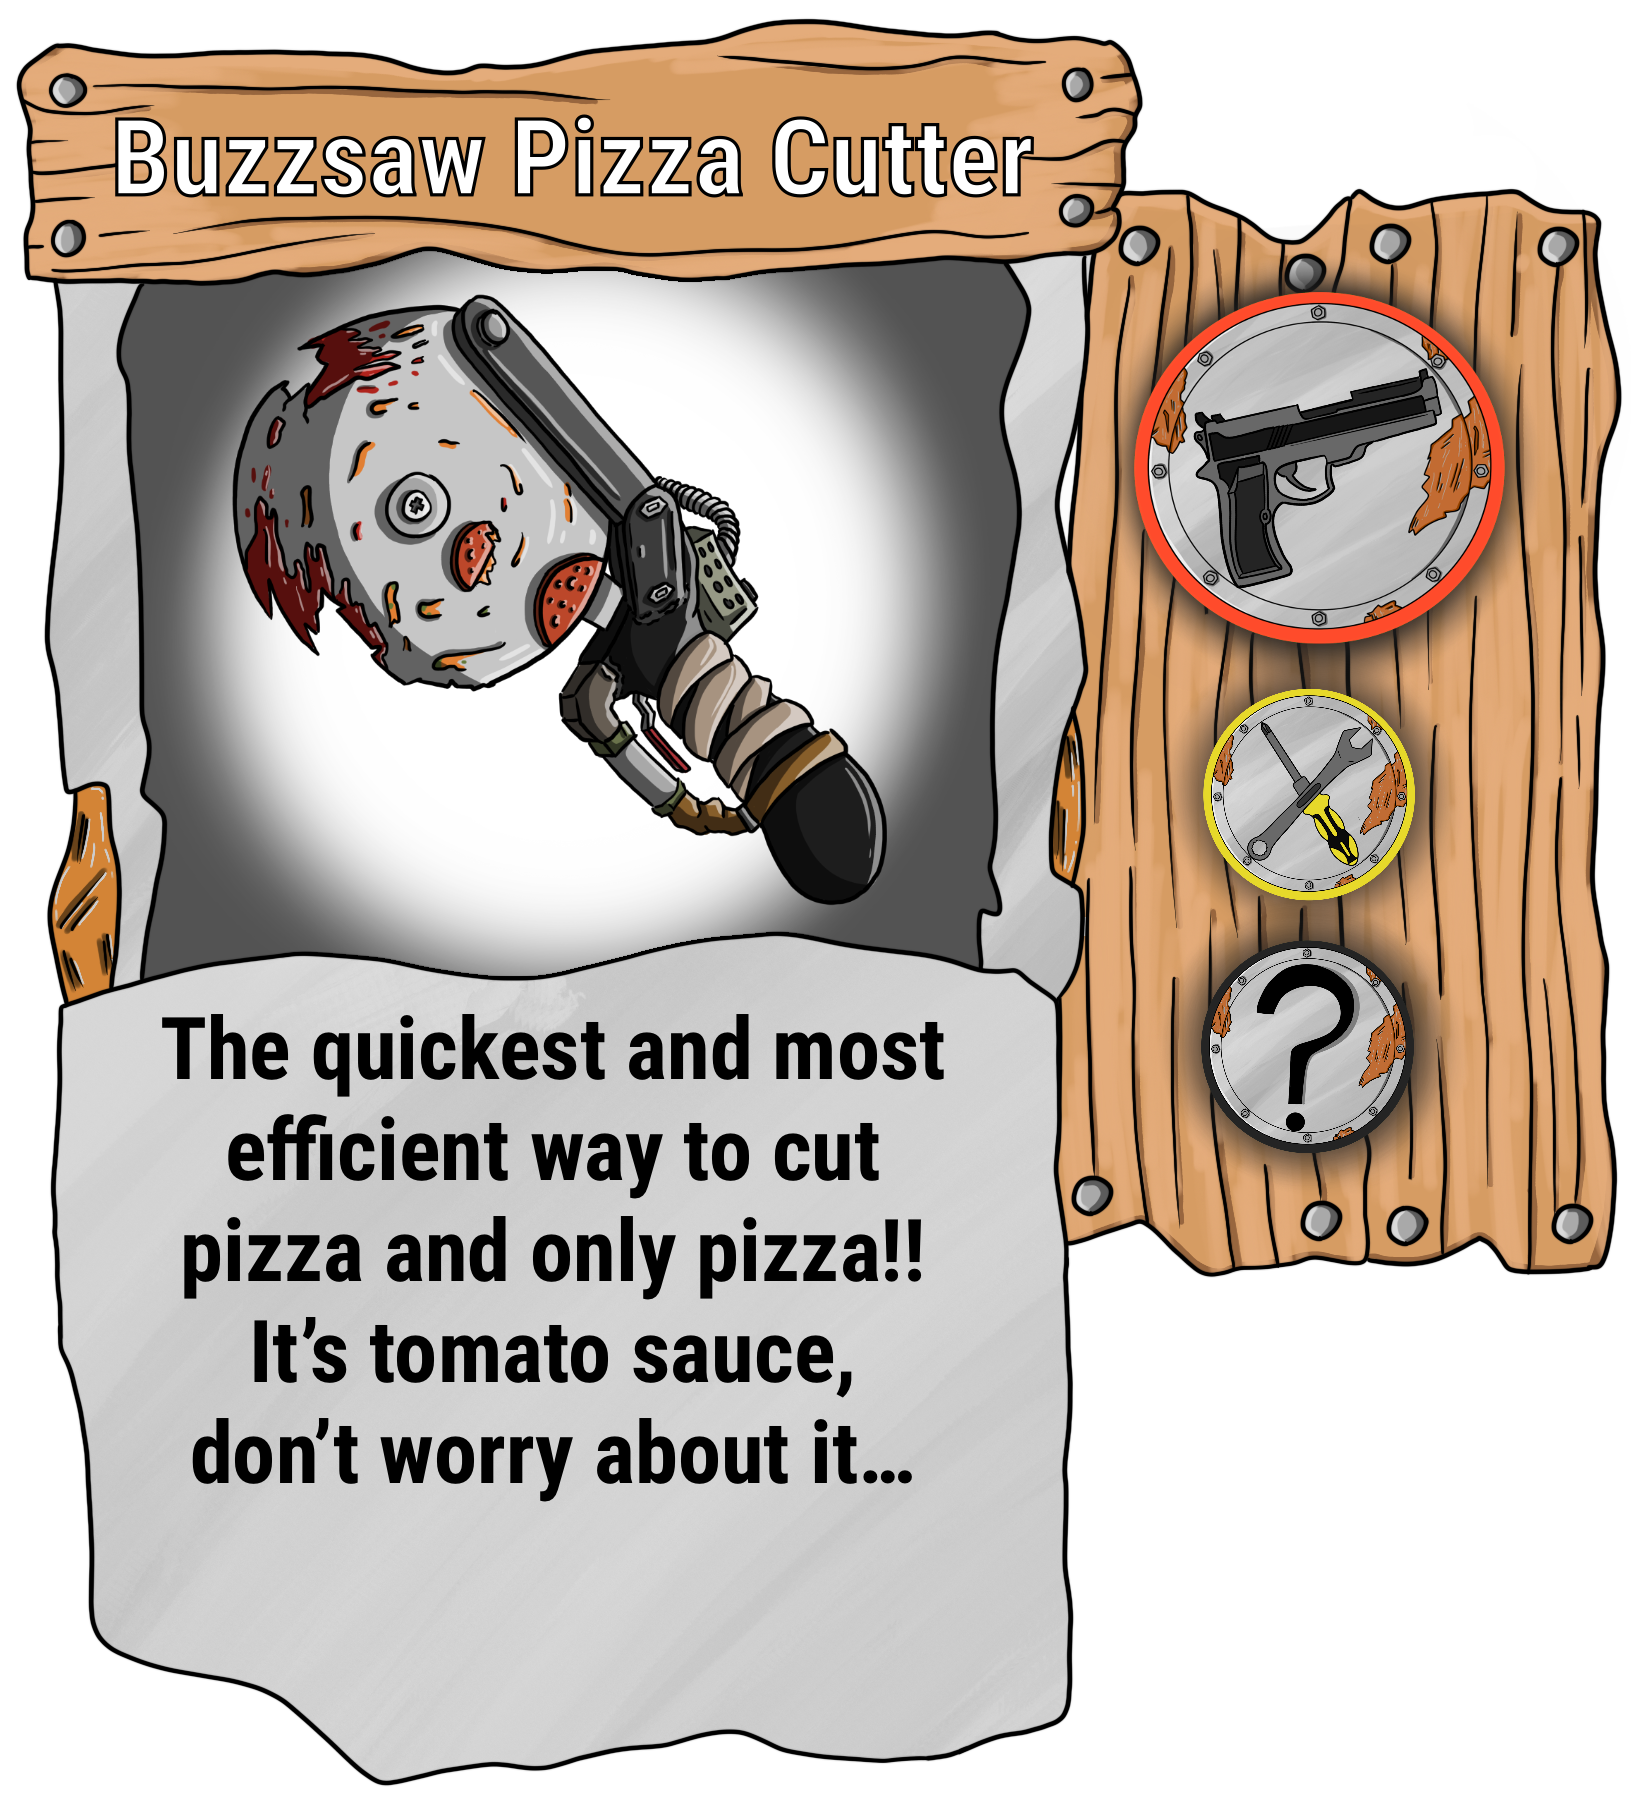 Buzzsaw Pizza Cutter
The quickest and most
efficient way to cut
pizza and only pizza!!
It’s tomato sauce,
don’t worry about it...
?